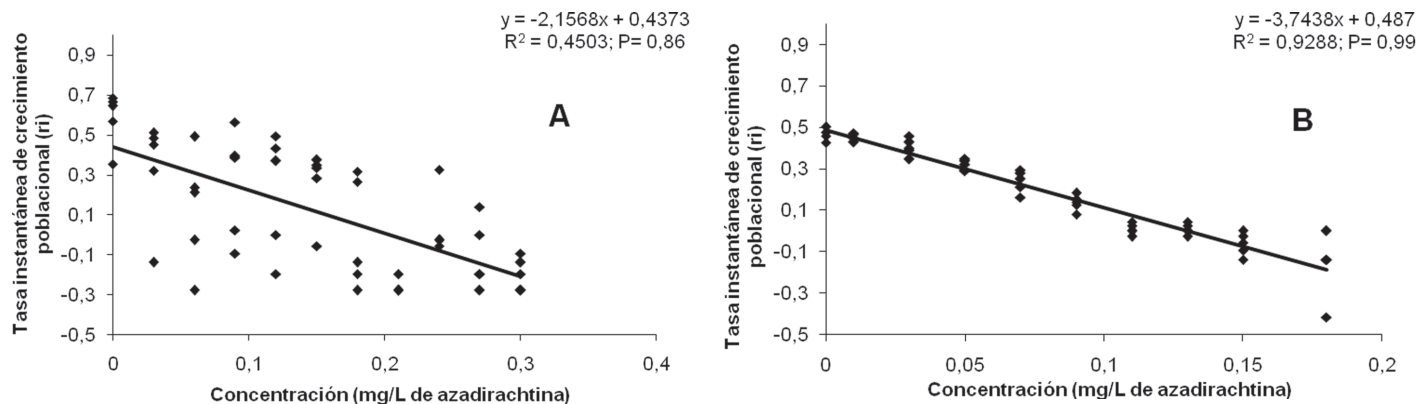 y = -2,1568x + 0,4373
R² = 0,4503; P= 0,86
A
0,9
0,7
0,5
0,3
0,1
-0,1
-0,3
-0,5
0
0,1
0,2
0,3
0,4
Tasa instantánea de crecimiento
poblacional (ri)
Concentración (mg/L de azadirachtina)
y = -3,7438x + 0,487
R² = 0,9288; P= 0,99
B
0,9
0,7
0,5
0,3
0,1
-0,1
-0,3
-0,5
0
0,05
0,1
0,15
0,2
Tasa instantánea de crecimiento
poblacional (ri)
Concentración (mg/L de azadirachtina)